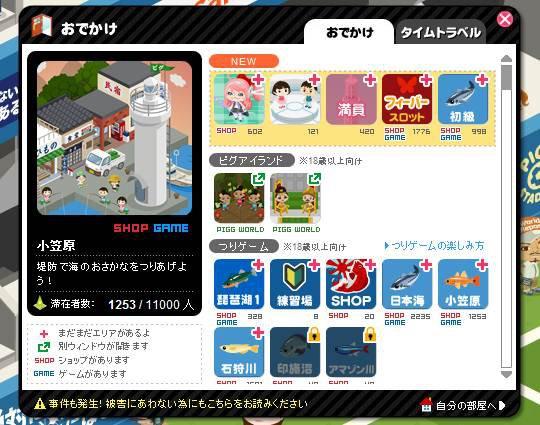 おでかけ
おでかけ
タイムトラベル
民宿
ピグ
SHOP GAME
小笠原
堤防で海のおさかなをつりあげよう！
滞在者数: 1253 / 11000 人
まだまだエリアがあるよ
別ウィンドウが開きます
SHOP ショップがあります
GAME ゲームがあります
NEW
満員
フィーバースロット
初級
SHOP 602
121
420
SHOP GAME 1776
SHOP GAME 998
ピグアイランド ※18歳以上向け
PIGG WORLD
PIGG WORLD
つりゲーム ※18歳以上向け
つりゲームの楽しみ方
琵琶湖1
練習場
SHOP
日本海
小笠原
SHOP GAME 328
8
SHOP 20
SHOP GAME 2235
SHOP GAME 1253
石狩川
印旛沼
アマゾン川
事件も発生! 被害にあわない為にもこちらをお読みください
自分の部屋へ